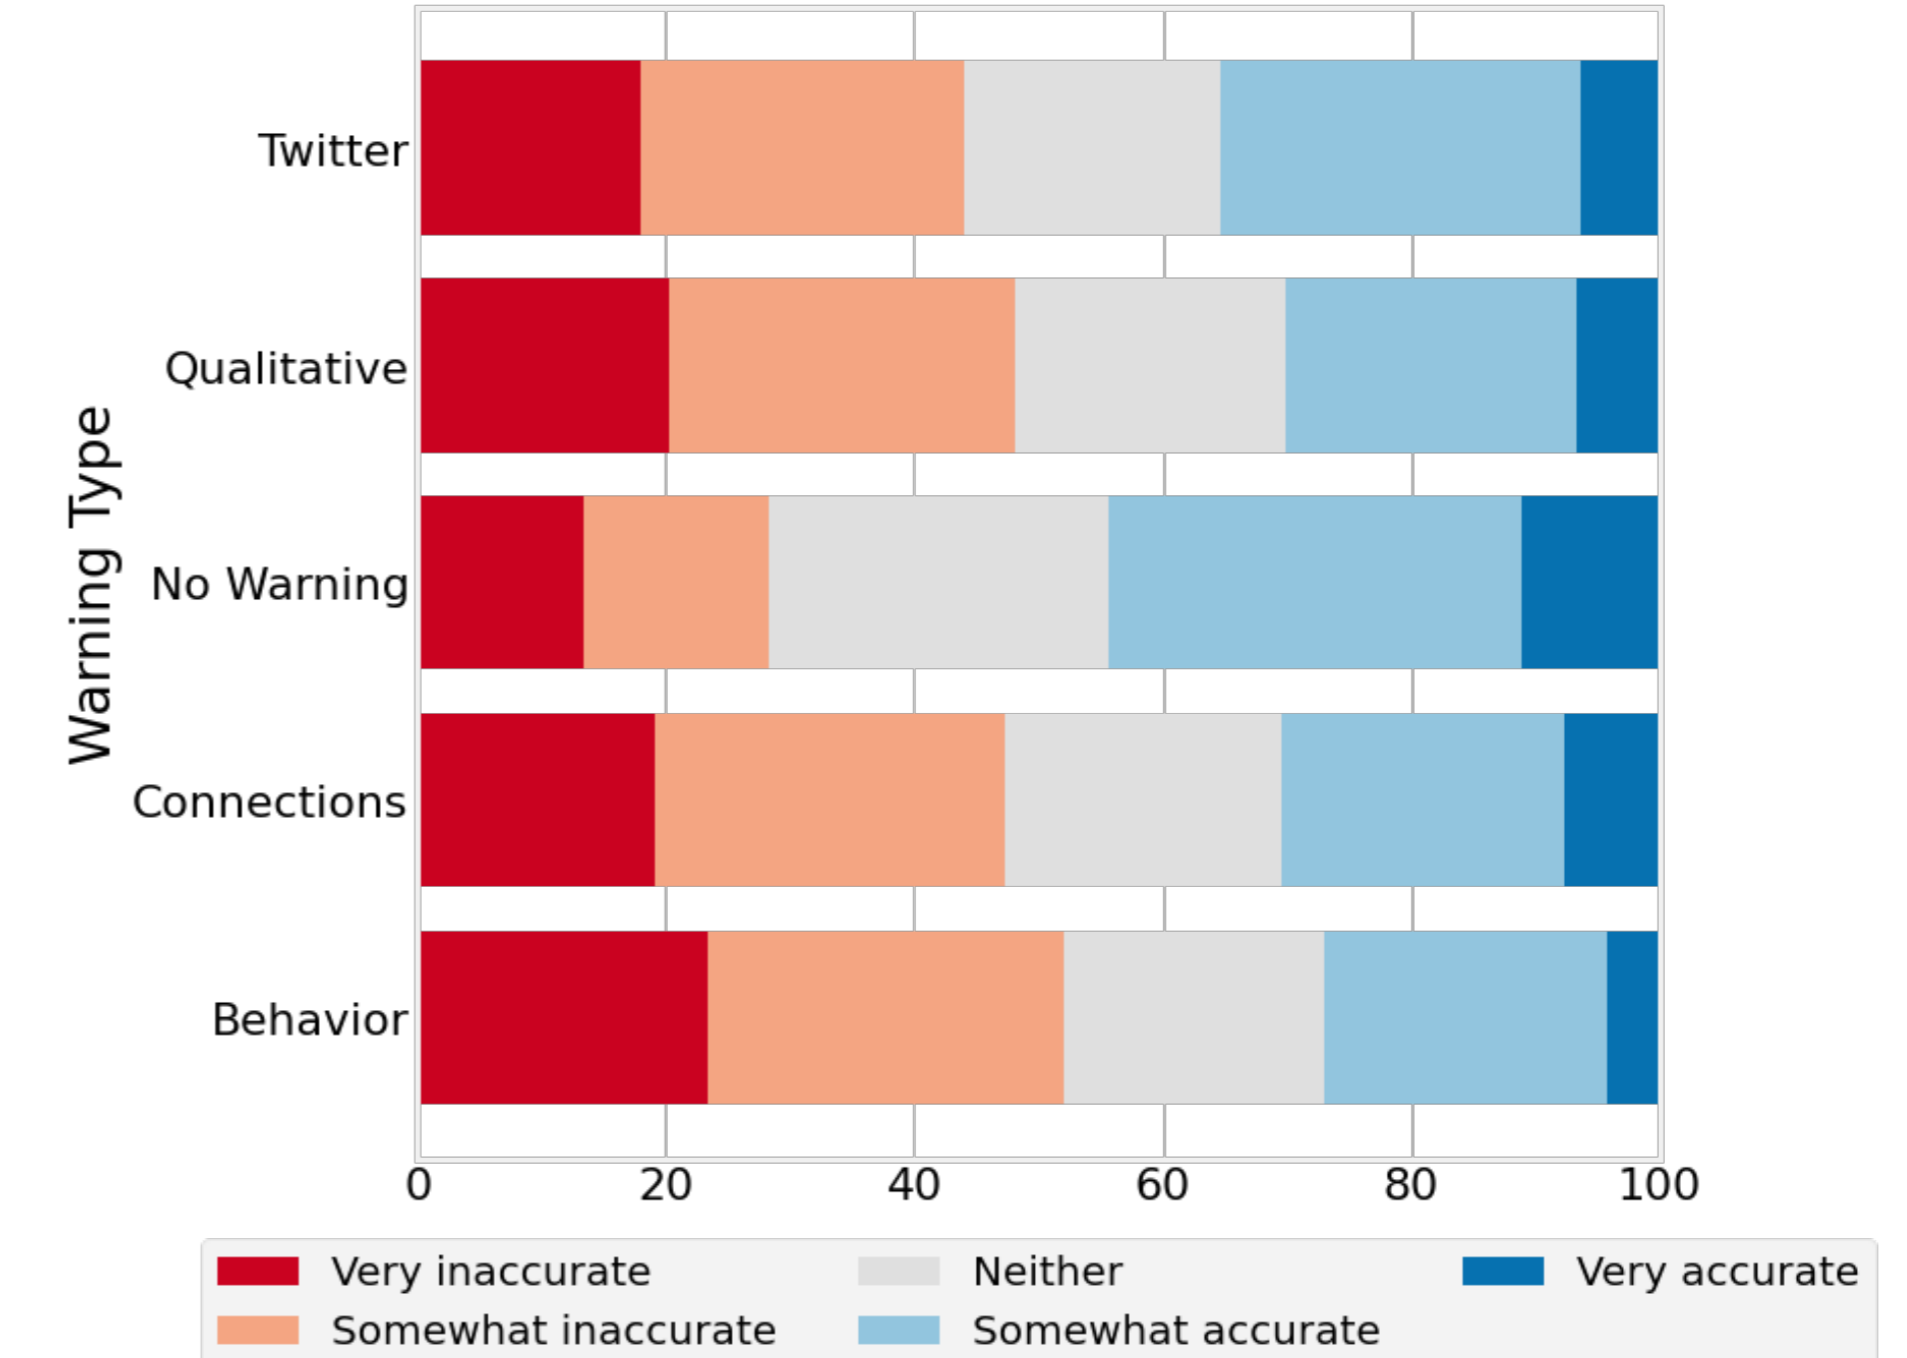 Twitter
Qualitative
No Warning
Connections
Behavior
Warning Type
0 20 40 60 80 100
Very inaccurate Neither Very accurate
Somewhat inaccurate Somewhat accurate